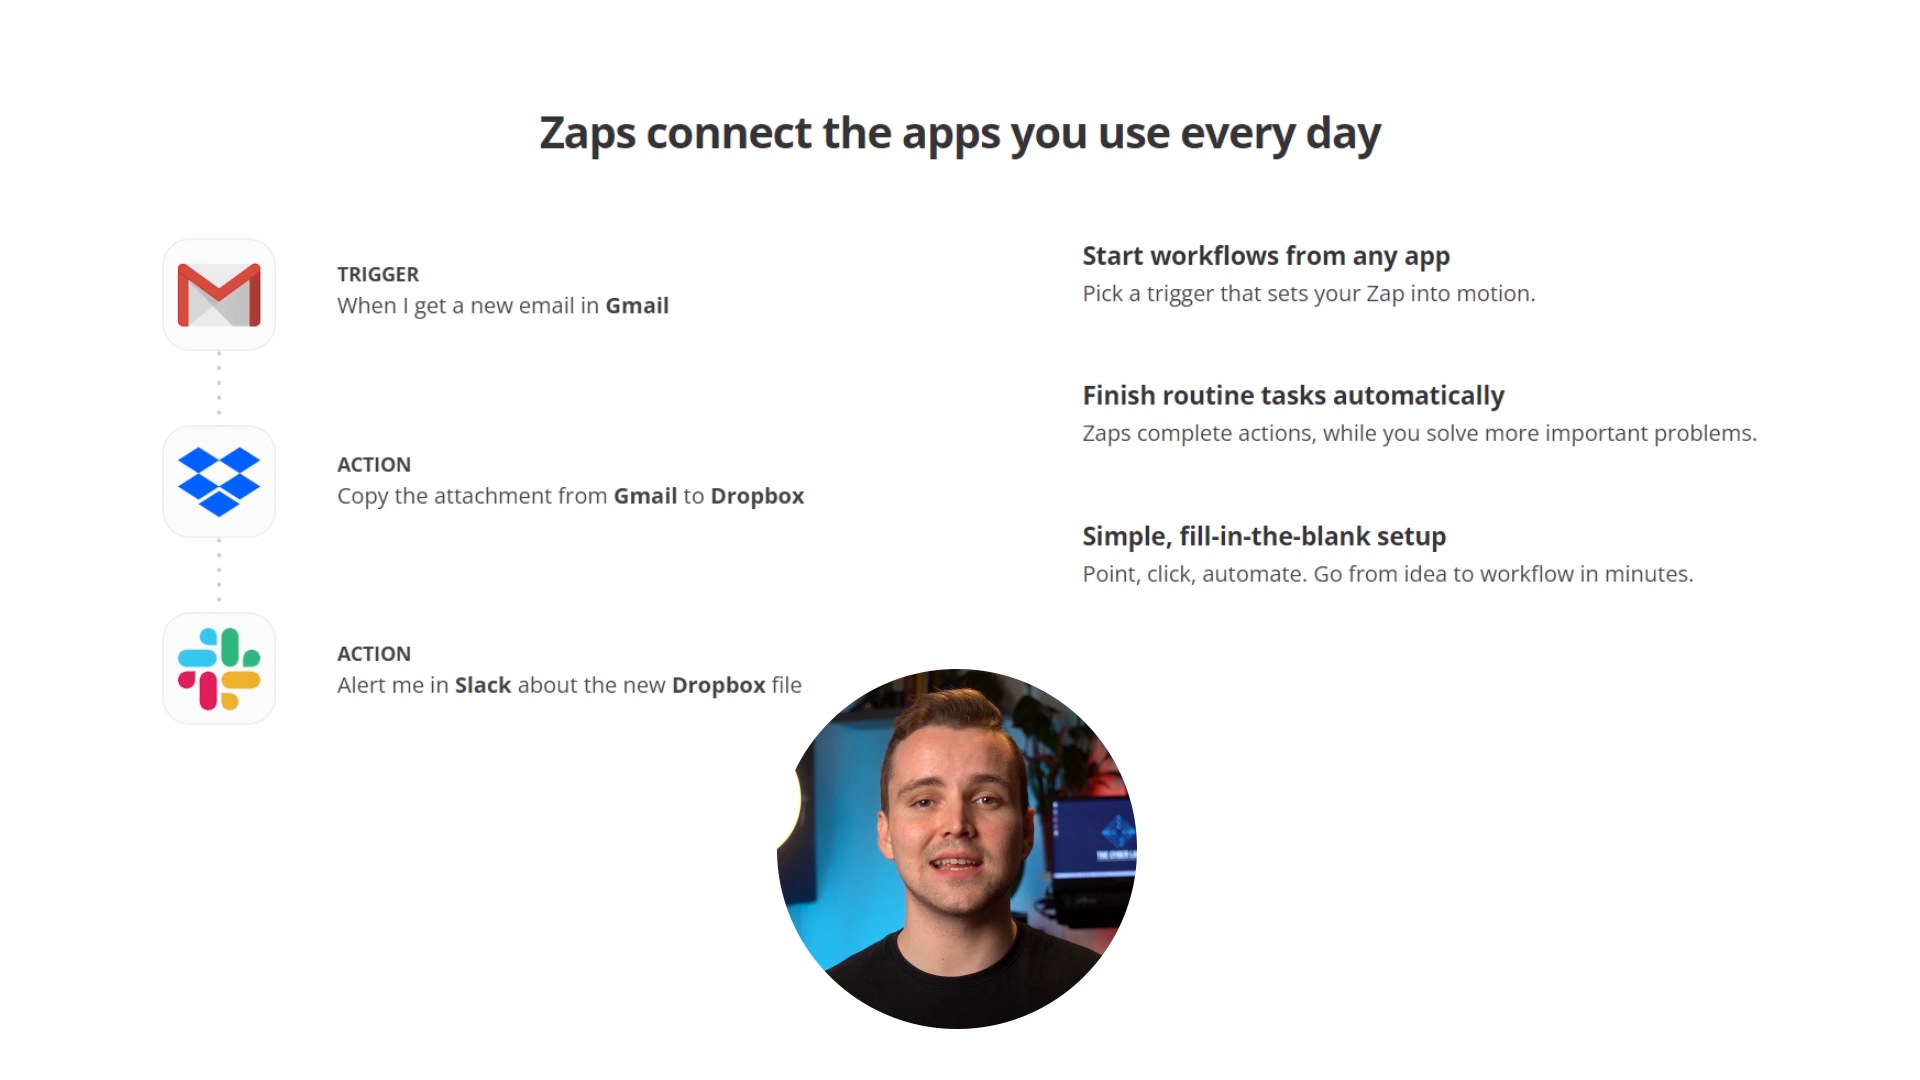 Zaps connect the apps you use every day
TRIGGER
When I get a new email in Gmail
ACTION
Copy the attachment from Gmail to Dropbox
ACTION
Alert me in Slack about the new Dropbox file
Start workflows from any app
Pick a trigger that sets your Zap into motion.
Finish routine tasks automatically
Zaps complete actions, while you solve more important problems.
Simple, fill-in-the-blank setup
Point, click, automate. Go from idea to workflow in minutes.